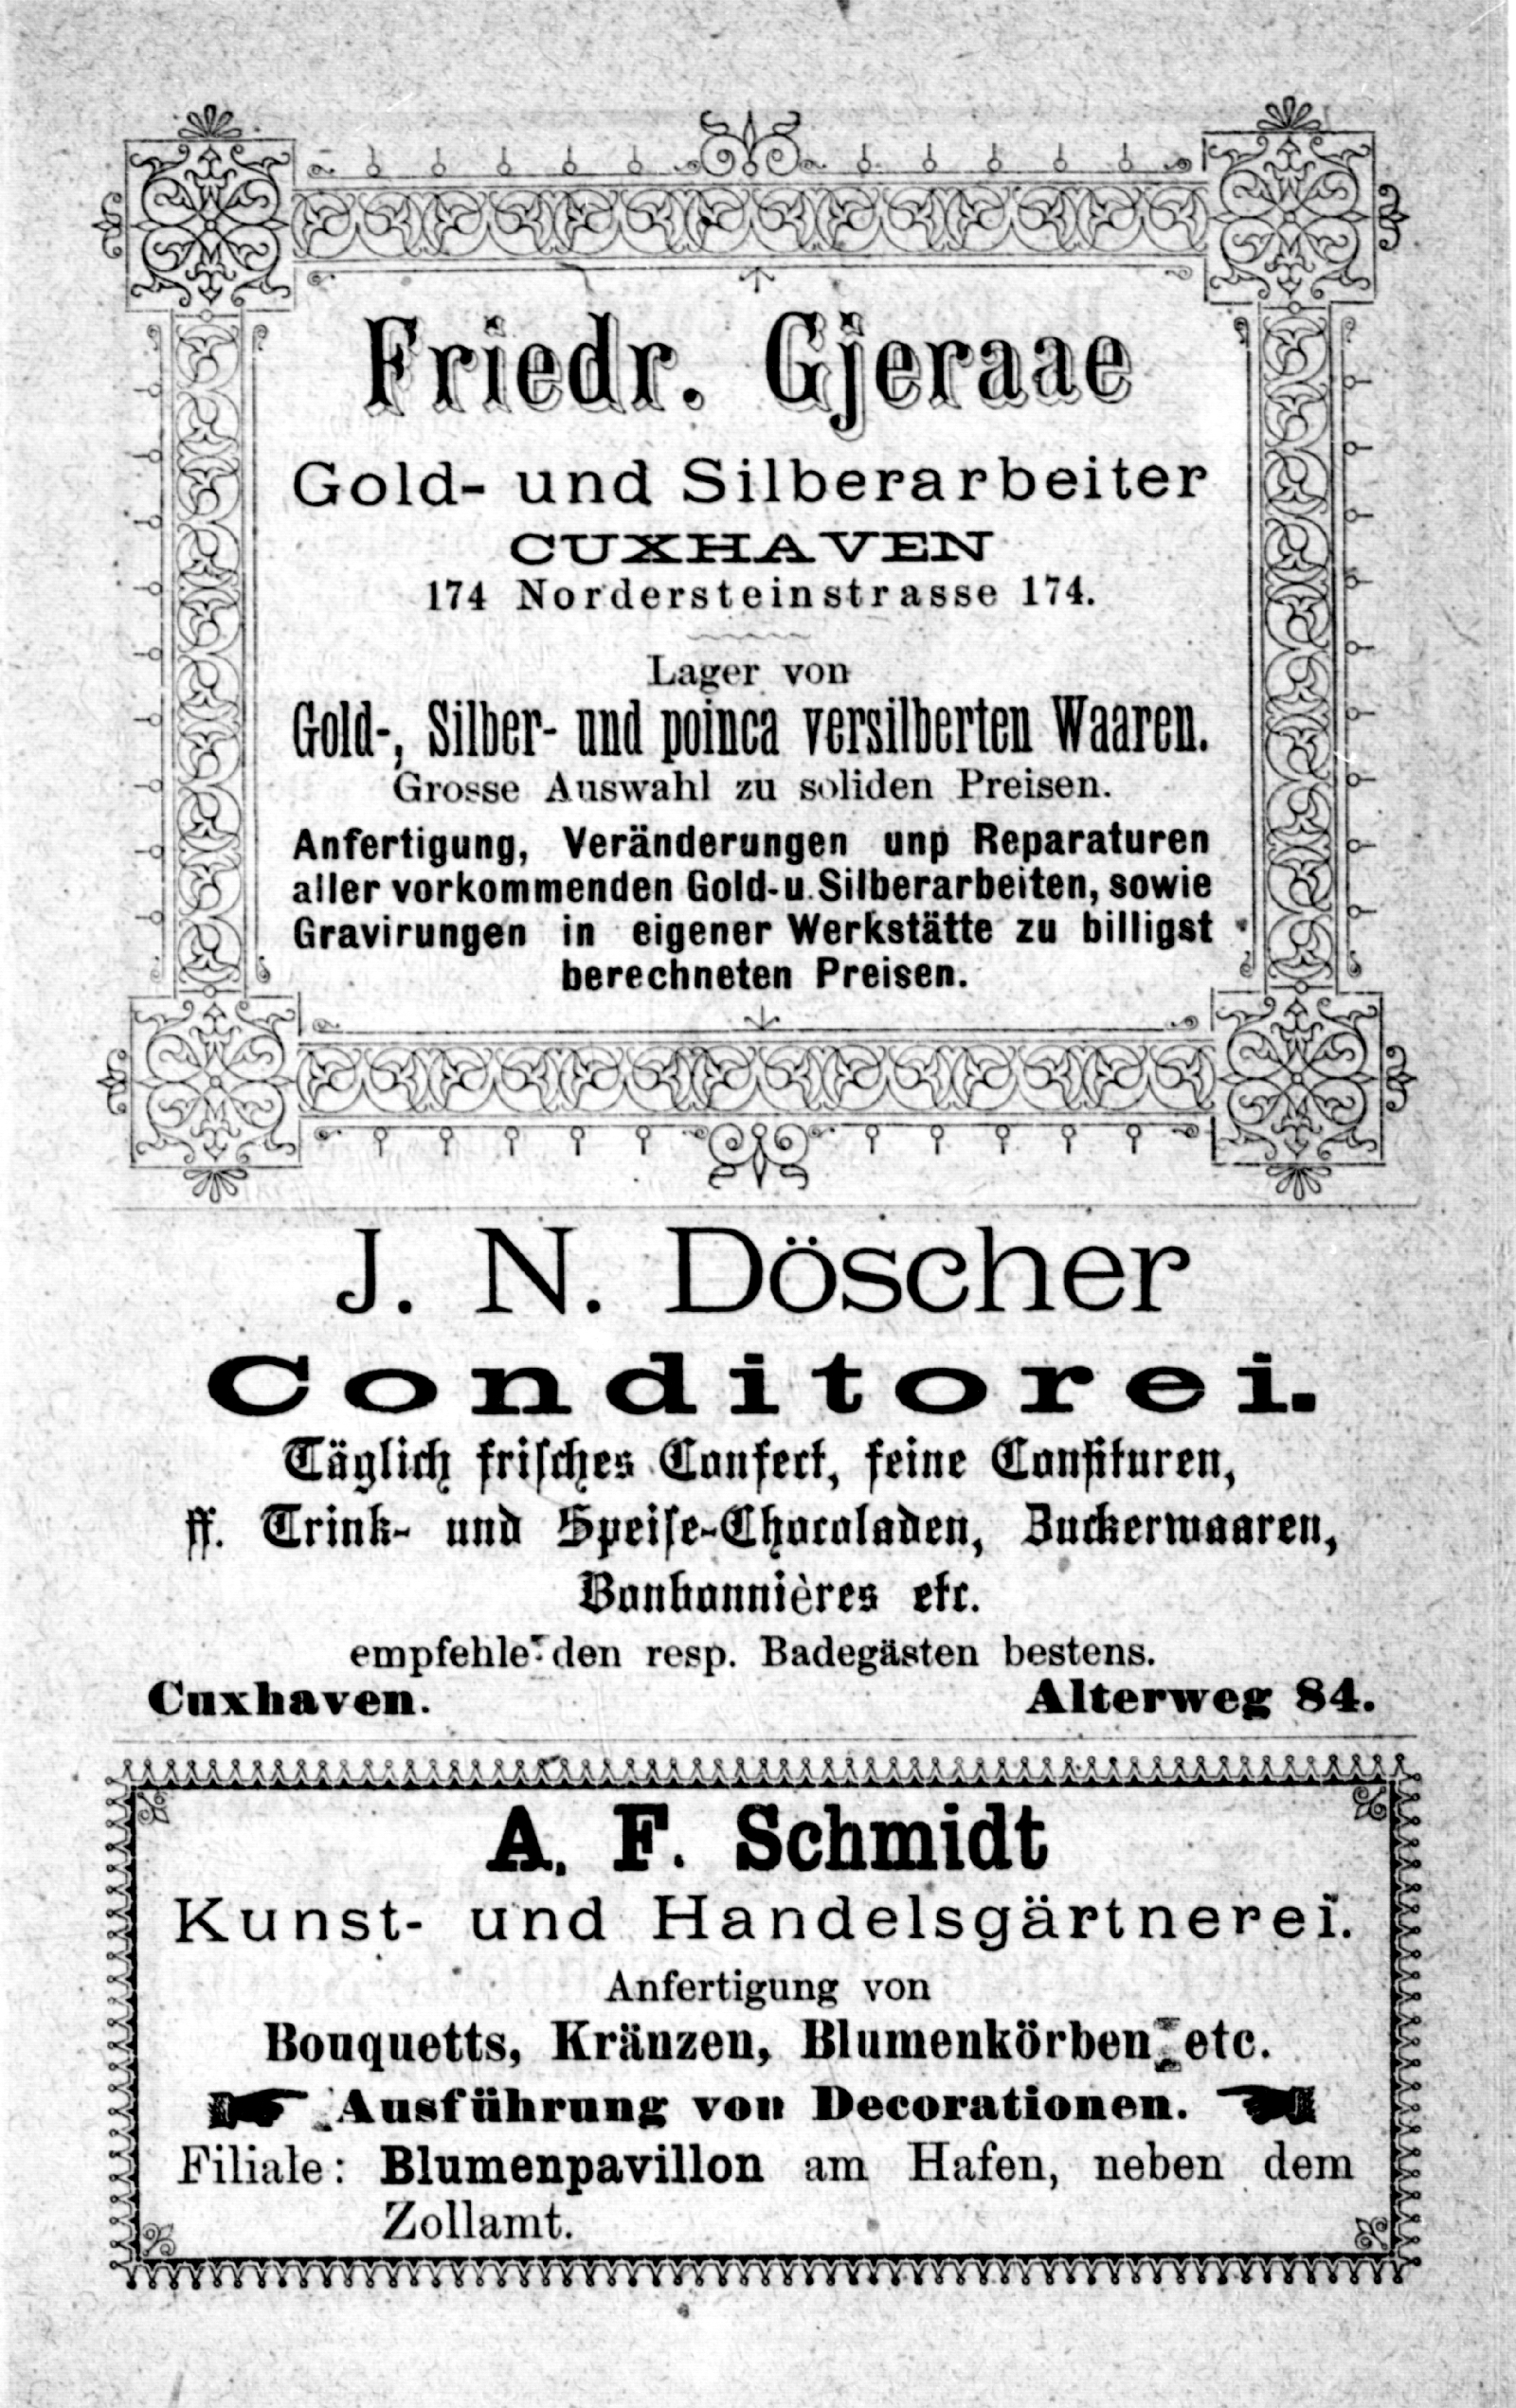 Friedr. Gjeraae
Gold- und Silberarbeiter
CUXHAVEN
174 Nordersteinstrasse 174.
Lager von
Gold-, Silber- und poinca versilberten Waaren.
Grosse Auswahl zu soliden Preisen.
Anfertigung, Veränderungen unp Reparaturen
aller vorkommenden Gold- u. Silberarbeiten, sowie
Gravirungen in eigener Werkstätte zu billigst
berechneten Preisen.
J. N. Döscher
Conditorei.
Täglich frisches Confect, feine Confituren,
ff. Trink- und Speise-Chocoladen, Zuckerwaaren,
Bonbonnières etc.
empfehle den resp. Badegästen bestens.
Cuxhaven. Alterweg 84.
A. F. Schmidt
Kunst- und Handelsgärtnerei.
Anfertigung von
Bouquetts, Kränzen, Blumenkörben etc.
Ausführung von Decorationen.
Filiale: Blumenpavillon am Hafen, neben dem
Zollamt.